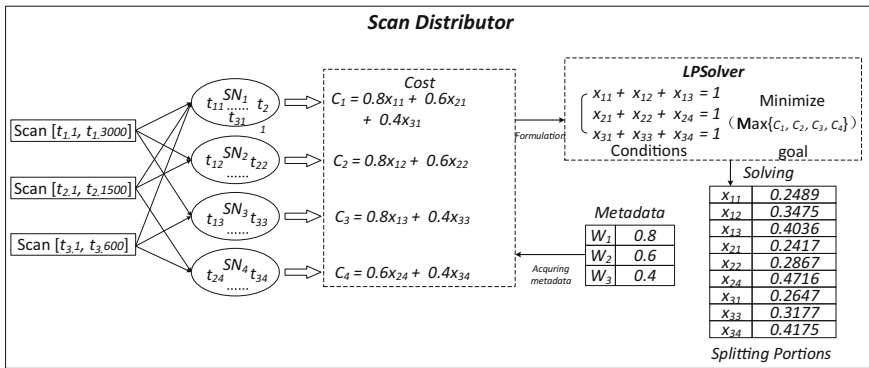 Scan Distributor
Scan [t1.1, t1.3000]
Scan [t2.1, t2.1500]
Scan [t3.1, t3.600]
SN1
t11 ...... t2
t31 1
SN2
t12 ...... t22
SN3
t13 ...... t33
SN4
t24 ...... t34
Cost
C1 = 0.8x11 + 0.6x21
+ 0.4x31
C2 = 0.8x12 + 0.6x22
C3 = 0.8x13 + 0.4x33
C4 = 0.6x24 + 0.4x34
Formulation
Acquring
metadata
Metadata
W1 0.8
W2 0.6
W3 0.4
LPSolver
x11 + x12 + x13 = 1
x21 + x22 + x24 = 1
x31 + x33 + x34 = 1
Conditions
Minimize
(Max{C1, C2, C3, C4})
goal
Solving
x11 0.2489
x12 0.3475
x13 0.4036
x21 0.2417
x22 0.2867
x24 0.4716
x31 0.2647
x33 0.3177
x34 0.4175
Splitting Portions